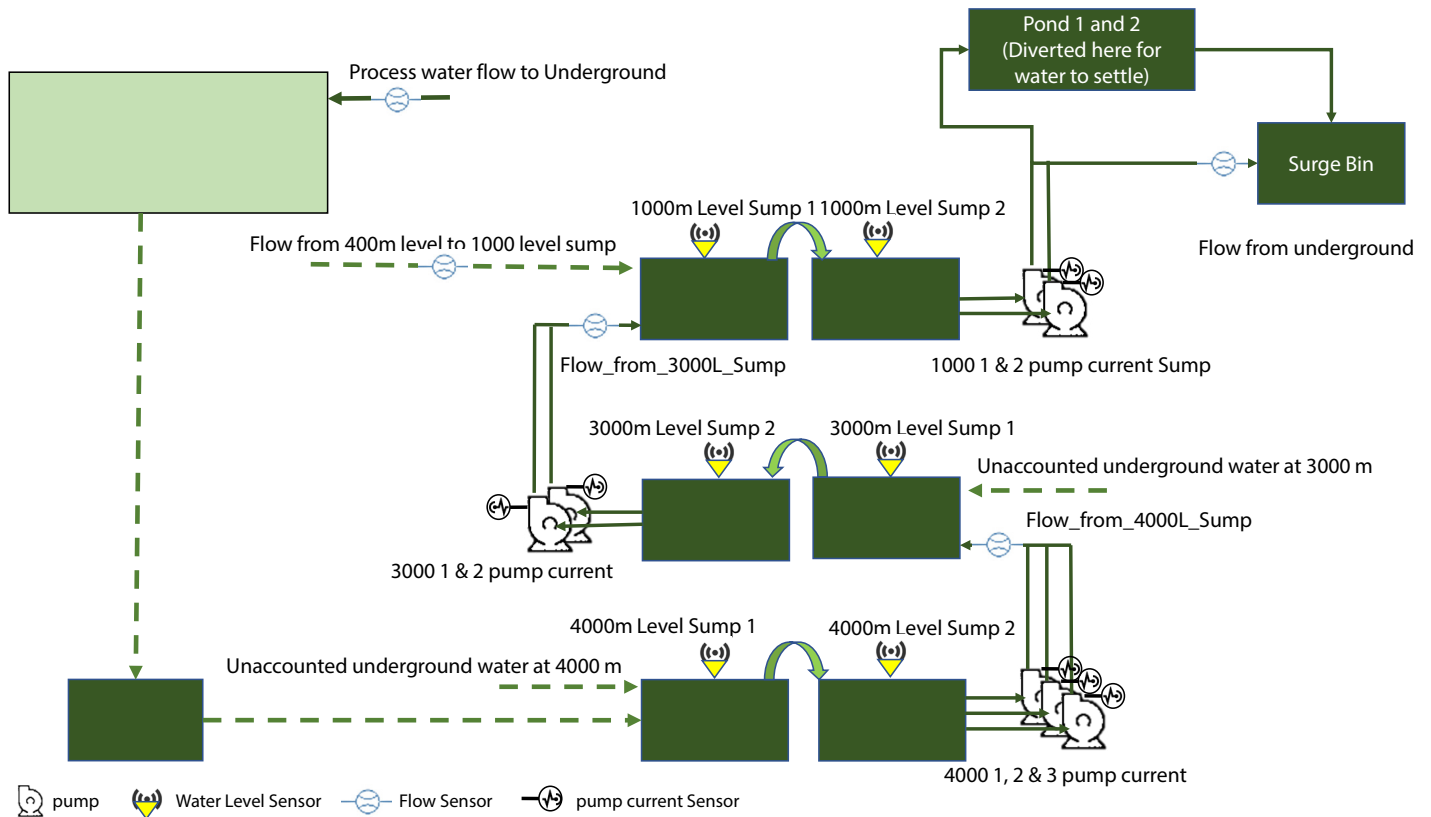 Pond 1 and 2
(Diverted here for
water to settle)
Process water flow to Underground
Surge Bin
1000m Level Sump 1
1000m Level Sump 2
Flow from 400m level to 1000 level sump
Flow from underground
Flow_from_3000L_Sump
1000 1 & 2 pump current Sump
3000m Level Sump 2
3000m Level Sump 1
Unaccounted underground water at 3000 m
Flow_from_4000L_Sump
3000 1 & 2 pump current
4000m Level Sump 1
4000m Level Sump 2
Unaccounted underground water at 4000 m
4000 1, 2 & 3 pump current
pump
Water Level Sensor
Flow Sensor
pump current Sensor